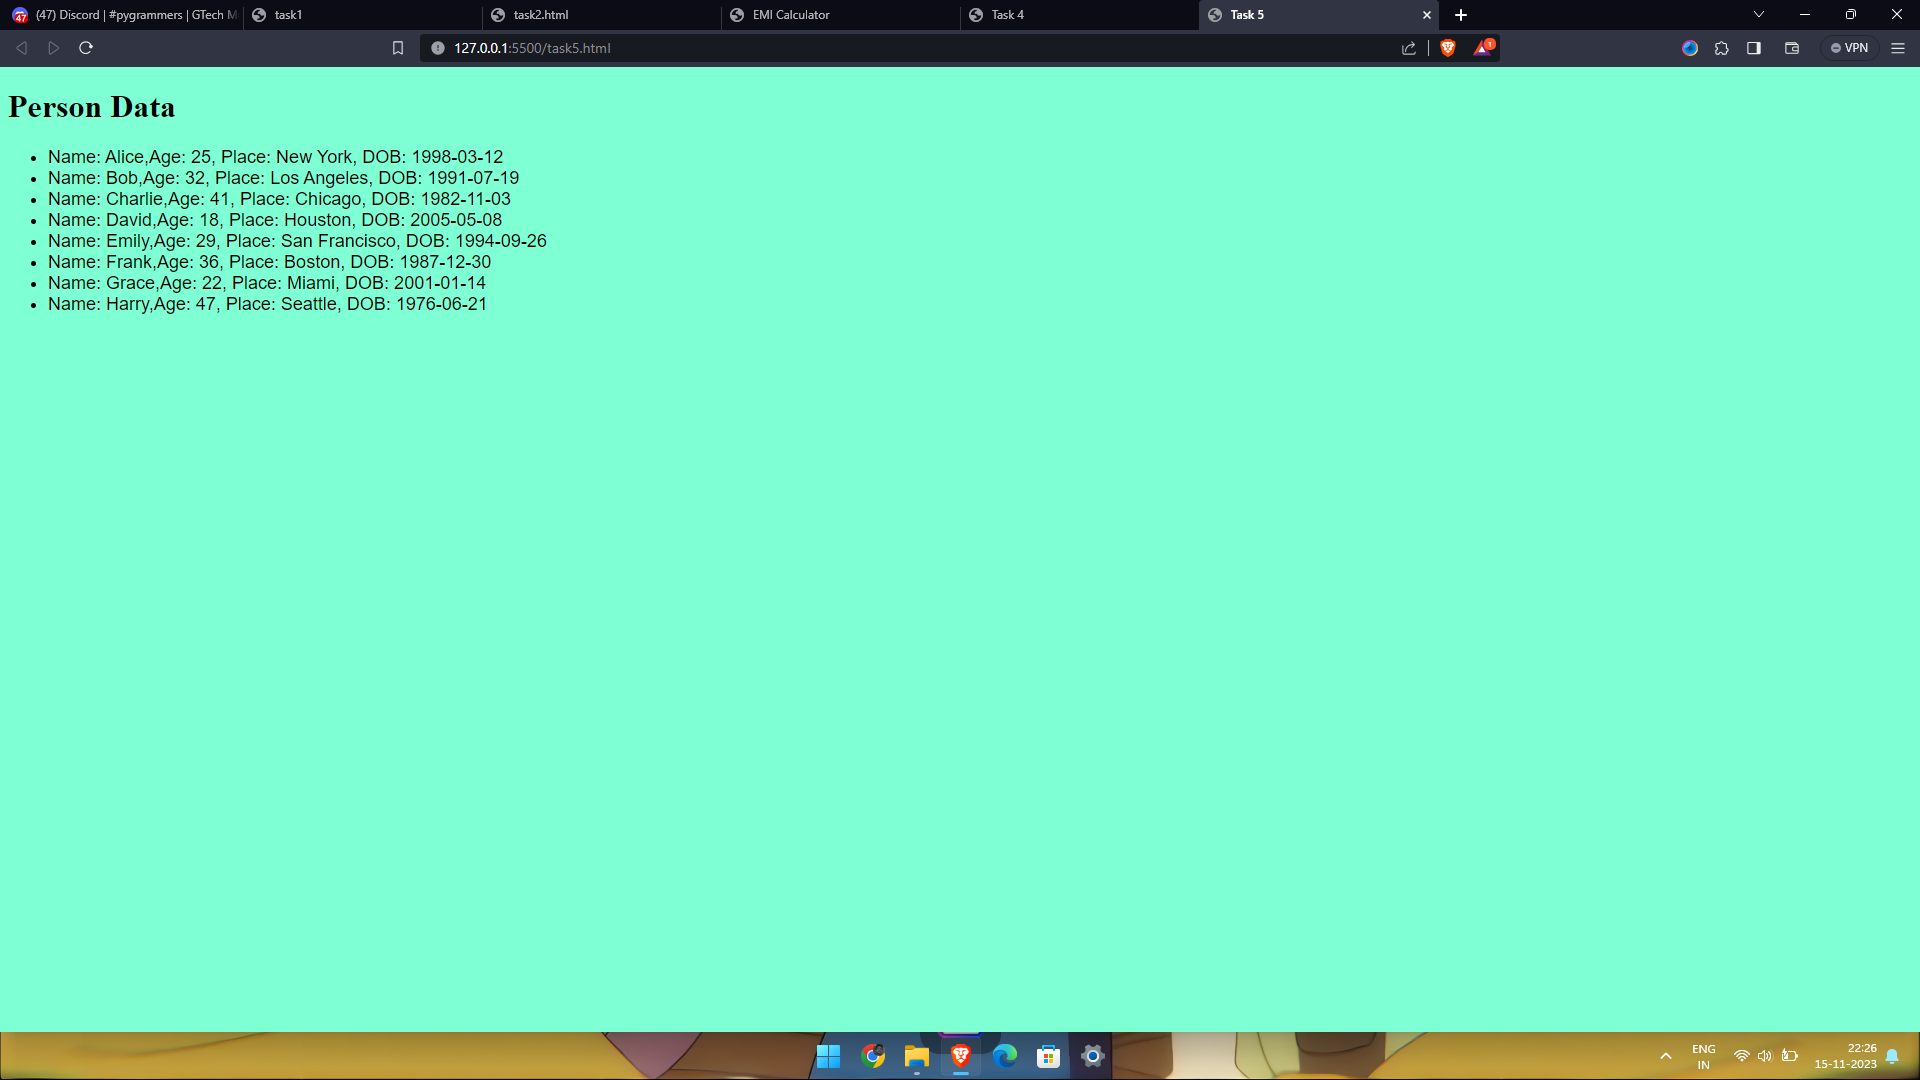 47
(47) Discord | #pygrammers | GTech M
task1
task2.html
EMI Calculator
Task 4
Task 5
127.0.0.1:5500/task5.html
1
VPN
Person Data
Name: Alice,Age: 25, Place: New York, DOB: 1998-03-12
Name: Bob,Age: 32, Place: Los Angeles, DOB: 1991-07-19
Name: Charlie,Age: 41, Place: Chicago, DOB: 1982-11-03
Name: David,Age: 18, Place: Houston, DOB: 2005-05-08
Name: Emily,Age: 29, Place: San Francisco, DOB: 1994-09-26
Name: Frank,Age: 36, Place: Boston, DOB: 1987-12-30
Name: Grace,Age: 22, Place: Miami, DOB: 2001-01-14
Name: Harry,Age: 47, Place: Seattle, DOB: 1976-06-21
ENG
IN
22:26
15-11-2023